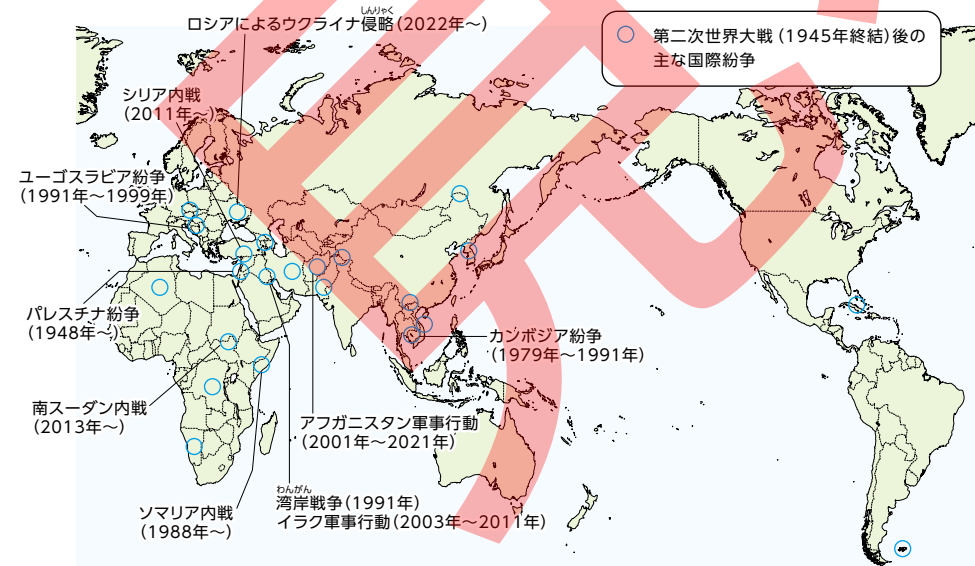 ロシアによるウクライナ侵略(2022年〜)
しんりゃく
第二次世界大戦(1945年終結)後の
主な国際紛争
シリア内戦
(2011年〜)
ユーゴスラビア紛争
(1991年〜1999年)
パレスチナ紛争
(1948年〜)
カンボジア紛争
(1979年〜1991年)
南スーダン内戦
(2013年〜)
アフガニスタン軍事行動
(2001年〜2021年)
わんがん
湾岸戦争(1991年)
イラク軍事行動(2003年〜2011年)
ソマリア内戦
(1988年〜)